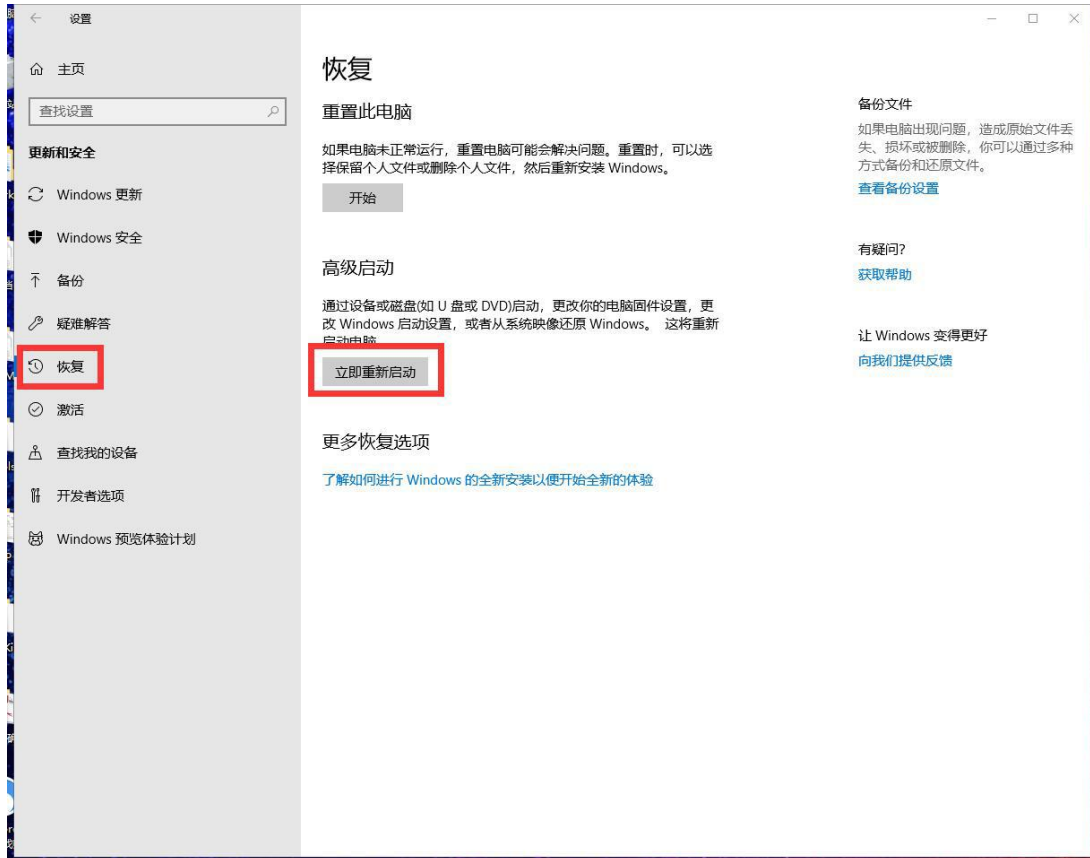 设置
主页
查找设置
更新和安全
Windows 更新
Windows 安全
备份
疑难解答
恢复
激活
查找我的设备
开发者选项
Windows 预览体验计划
恢复
重置此电脑
如果电脑未正常运行，重置电脑可能会解决问题。重置时，可以选
择保留个人文件或删除个人文件，然后重新安装 Windows。
开始
高级启动
通过设备或磁盘(如 U 盘或 DVD)启动，更改你的电脑固件设置，更
改 Windows 启动设置，或者从系统映像还原 Windows。 这将重新
启动电脑。
立即重新启动
更多恢复选项
了解如何进行 Windows 的全新安装以便开始全新的体验
备份文件
如果电脑出现问题，造成原始文件丢
失、损坏或被删除，你可以通过多种
方式备份和还原文件。
查看备份设置
有疑问?
获取帮助
让 Windows 变得更好
向我们提供反馈